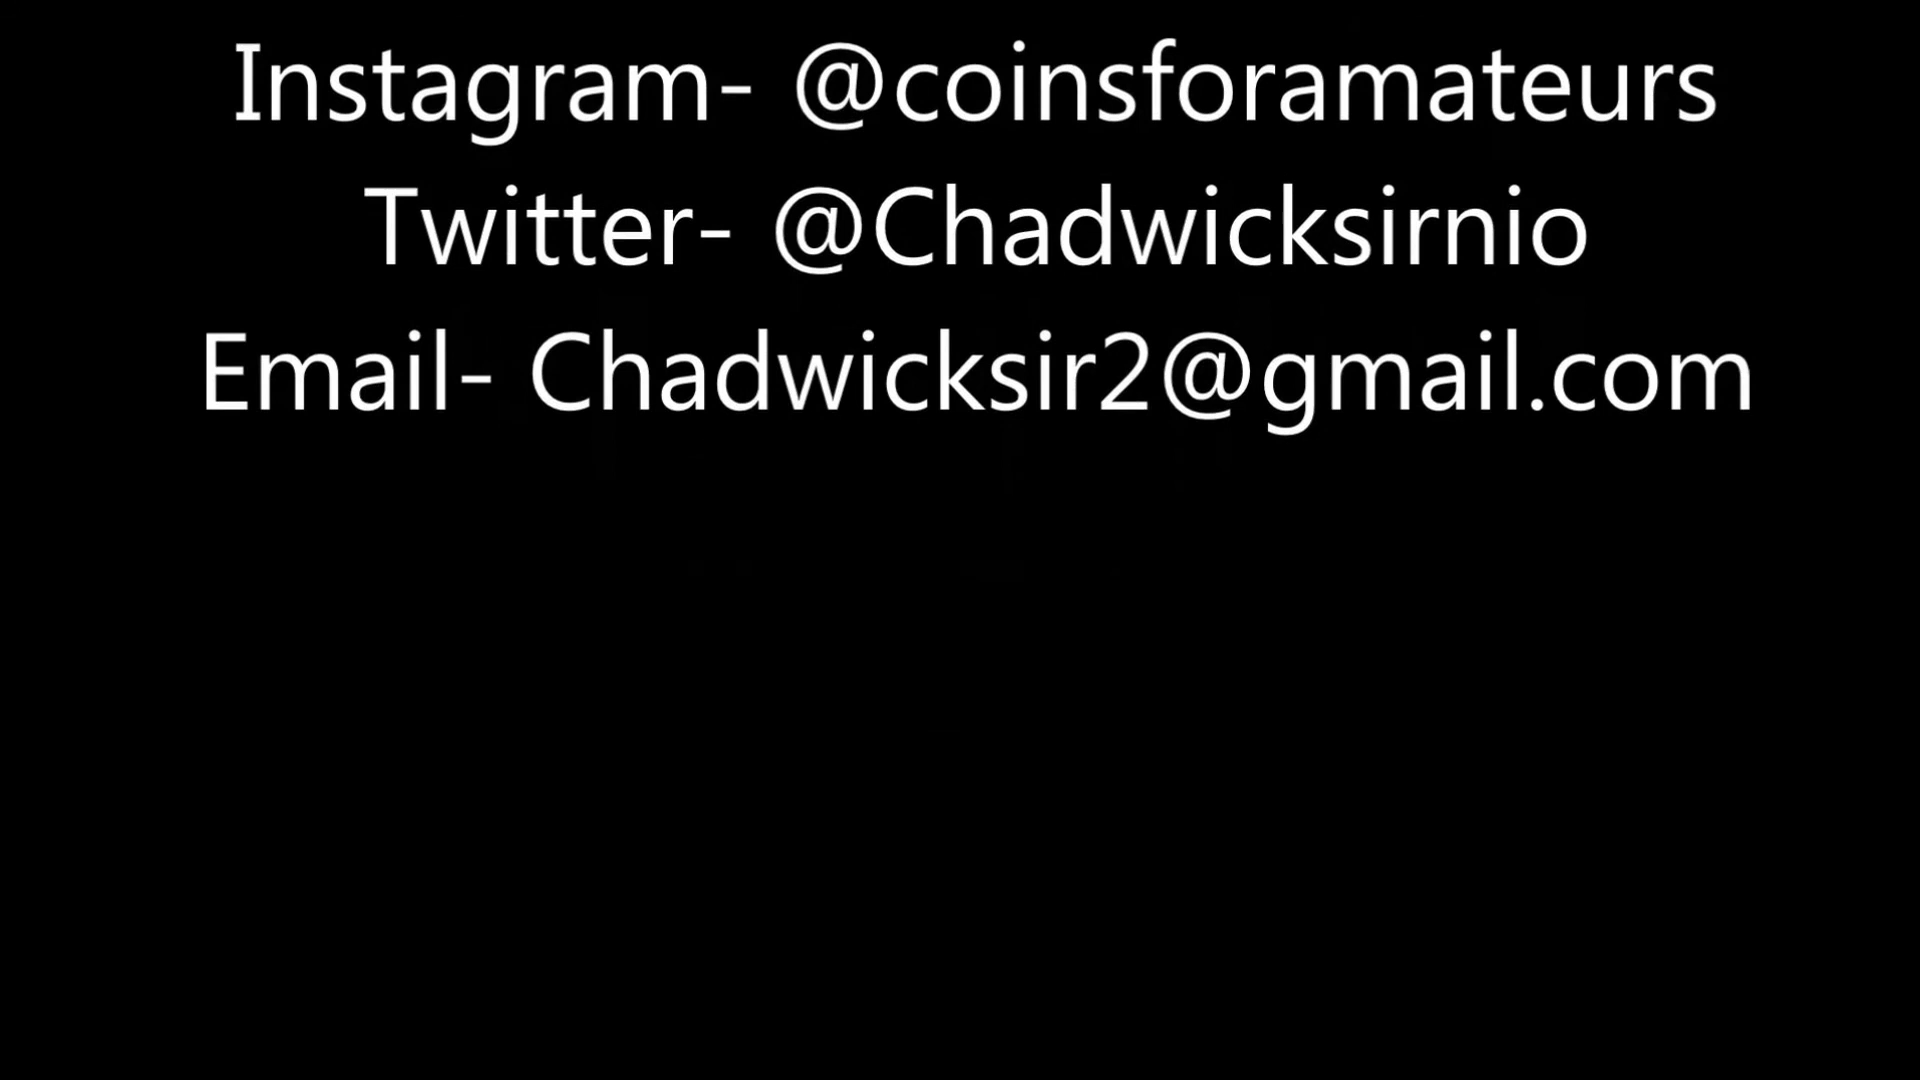 Instagram- @coinsforamateurs
Twitter- @Chadwicksirnio
Email- Chadwicksir2@gmail.com